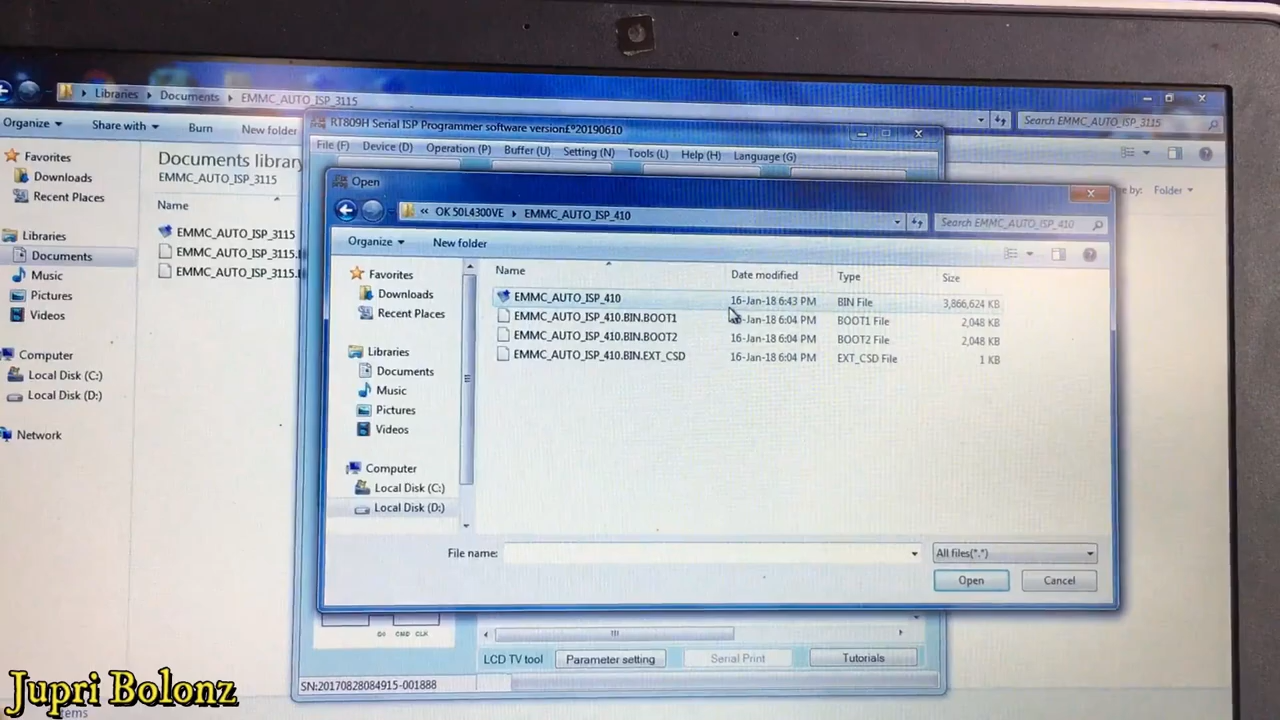 Libraries ▸ Documents ▸ EMMC_AUTO_ISP_3115
Search EMMC_AUTO_ISP_3115
Organize
Share with
Burn
New folder
Favorites
Downloads
Recent Places
Libraries
Documents
Music
Pictures
Videos
Computer
Local Disk (C:)
Local Disk (D:)
Network
Documents library
EMMC_AUTO_ISP_3115
Name
EMMC_AUTO_ISP_3115
EMMC_AUTO_ISP_3115.
EMMC_AUTO_ISP_3115.
Folder
RT809H Serial ISP Programmer software version£º20190610
File (F) Device (D) Operation (P) Buffer (U) Setting (N) Tools (L) Help (H) Language (G)
Open
« OK 50L4300VE ▸ EMMC_AUTO_ISP_410
Search EMMC_AUTO_ISP_410
Organize
New folder
Favorites
Downloads
Recent Places
Libraries
Documents
Music
Pictures
Videos
Computer
Local Disk (C:)
Local Disk (D:)
Name Date modified Type Size
EMMC_AUTO_ISP_410 16-Jan-18 6:43 PM BIN File 3,866,624 KB
EMMC_AUTO_ISP_410.BIN.BOOT1 16-Jan-18 6:04 PM BOOT1 File 2,048 KB
EMMC_AUTO_ISP_410.BIN.BOOT2 16-Jan-18 6:04 PM BOOT2 File 2,048 KB
EMMC_AUTO_ISP_410.BIN.EXT_CSD 16-Jan-18 6:04 PM EXT_CSD File 1 KB
File name:
All files(*.*)
Open
Cancel
CMD CLK
LCD TV tool
Parameter setting
Serial Print
Tutorials
SN:20170828084915-001888
Jupri Bolonz